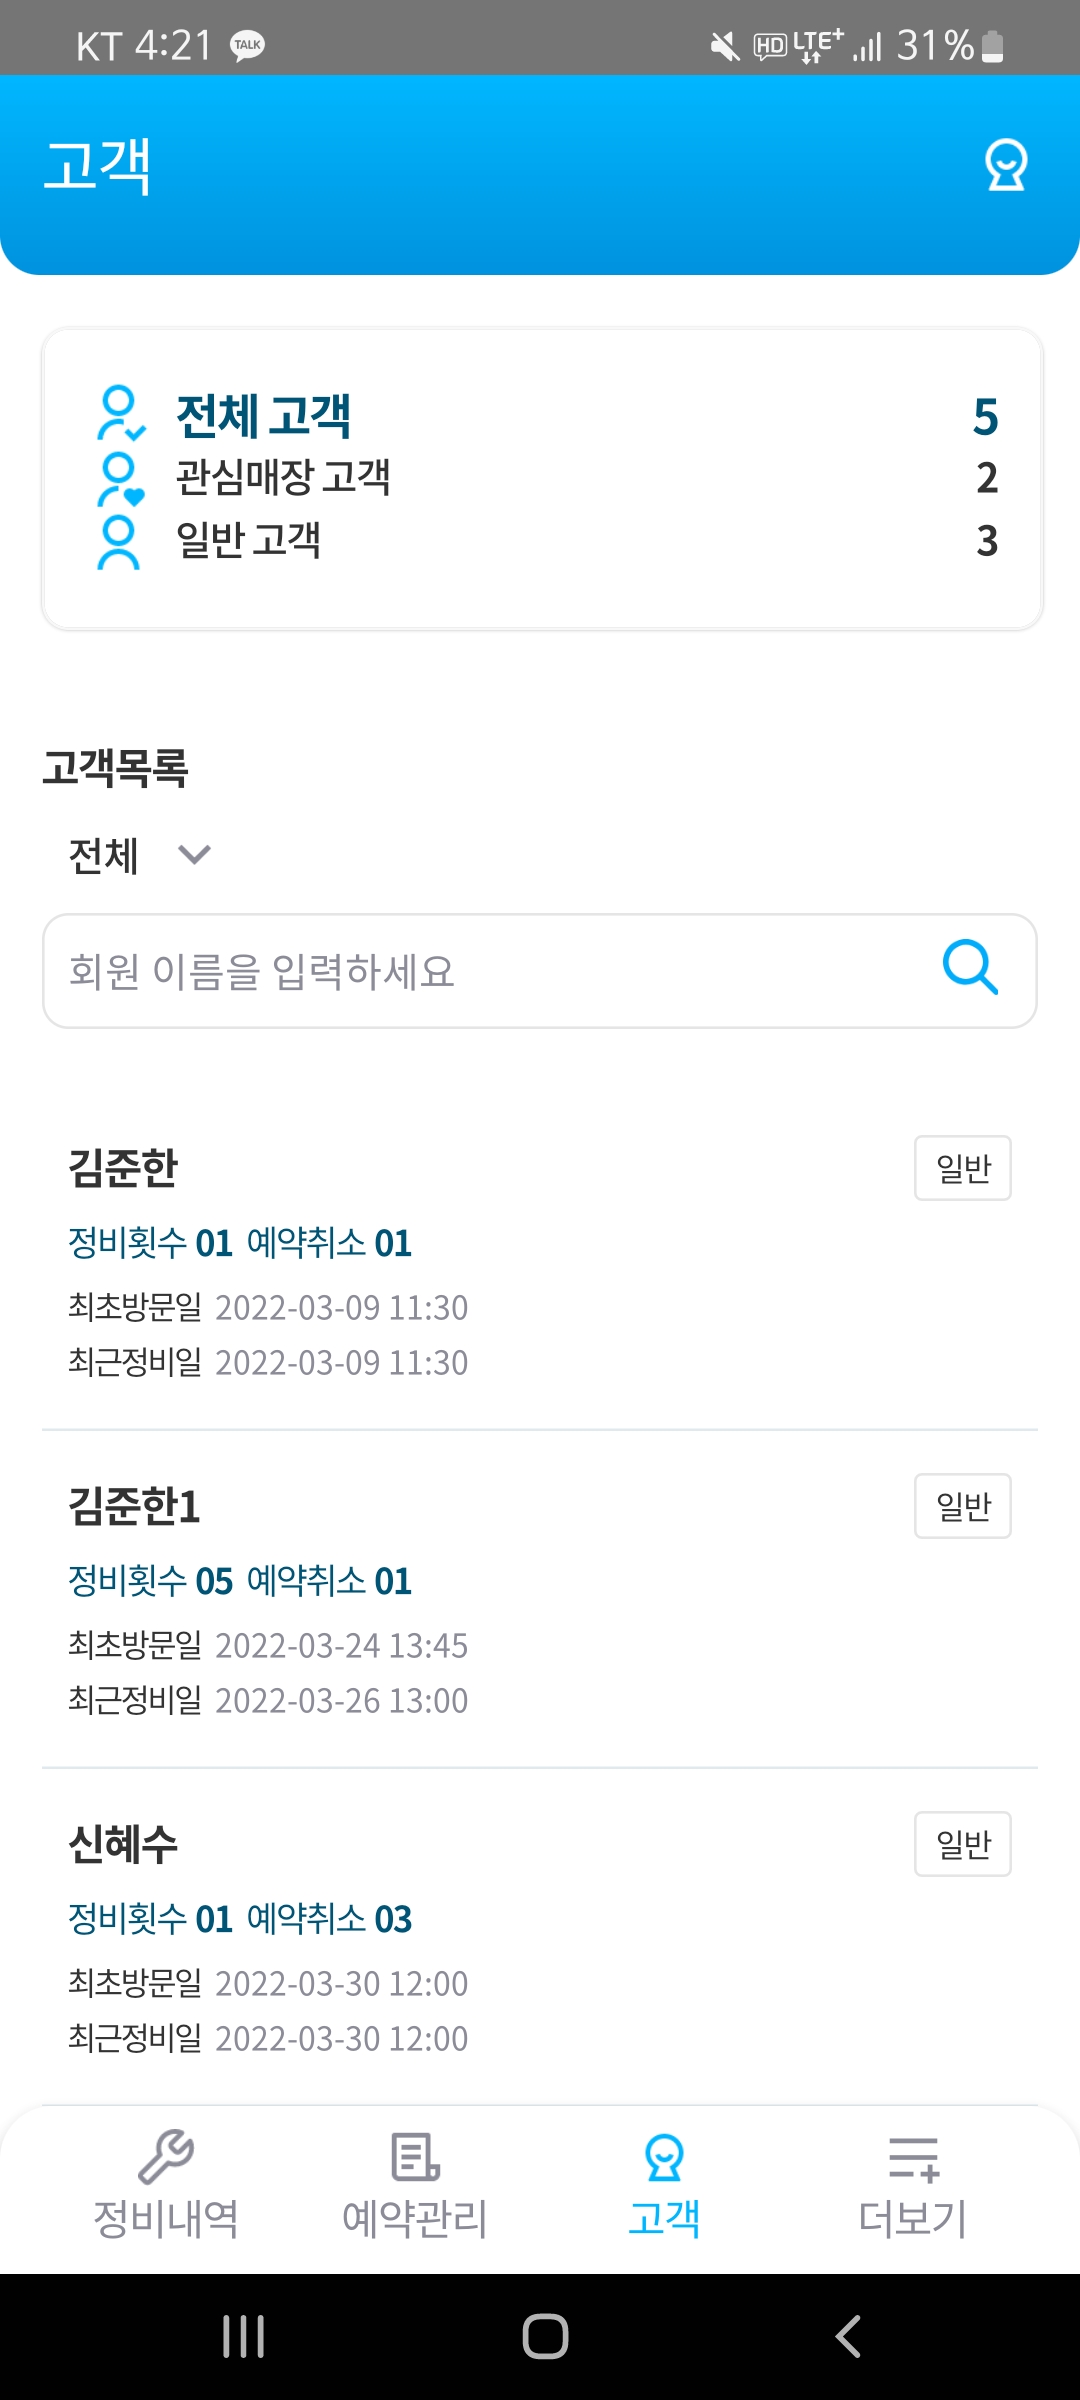 KT 4:21 TALK HD LTE+ 31%
고객
전체 고객 5
관심매장 고객 2
일반 고객 3
고객목록
전체
회원 이름을 입력하세요
김준한 일반
정비횟수 01 예약취소 01
최초방문일 2022-03-09 11:30
최근정비일 2022-03-09 11:30
김준한1 일반
정비횟수 05 예약취소 01
최초방문일 2022-03-24 13:45
최근정비일 2022-03-26 13:00
신혜수 일반
정비횟수 01 예약취소 03
최초방문일 2022-03-30 12:00
최근정비일 2022-03-30 12:00
정비내역 예약관리 고객 더보기